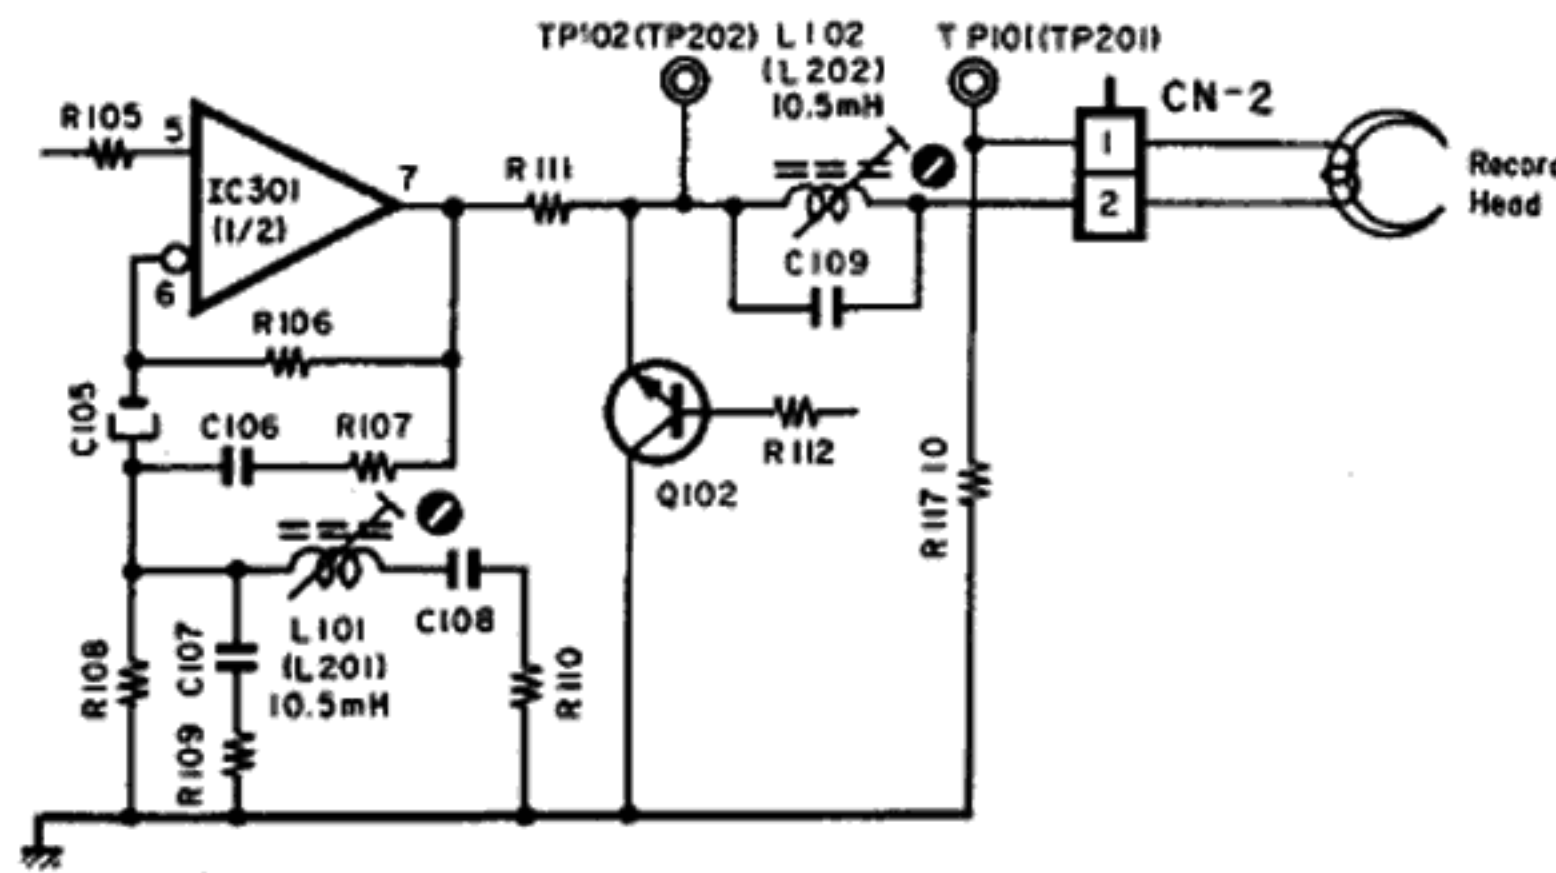 TP102(TP202)
L102
(L202)
10.5mH
TP101(TP201)
CN-2
R105
5
IC301
(1/2)
6
7
R111
1
2
Record
Head
C109
R106
C105
C106
R107
R112
Q102
R117 10
L101
(L201)
10.5mH
C108
R108
C107
R109
R110